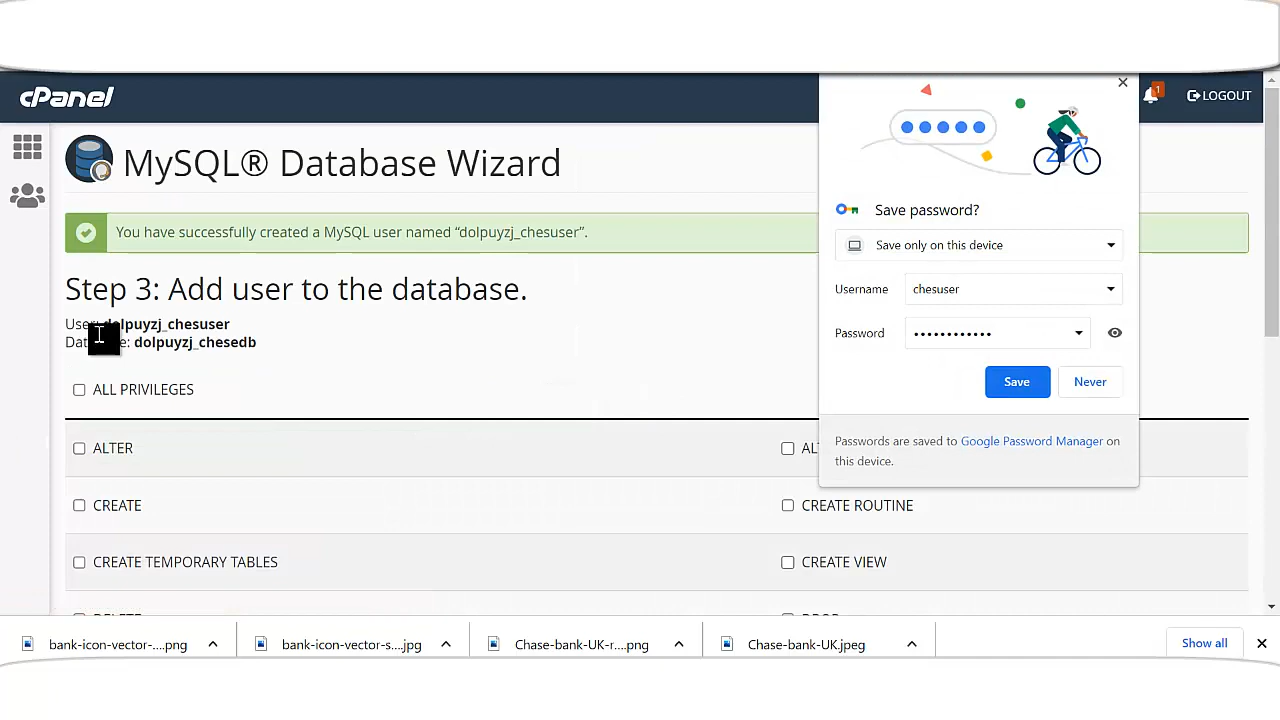 cPanel
1
LOGOUT
MySQL® Database Wizard
You have successfully created a MySQL user named “dolpuyzj_chesuser”.
Step 3: Add user to the database.
dolpuyzj_chesuser
dolpuyzj_chesedb
ALL PRIVILEGES
ALTER
CREATE
CREATE ROUTINE
CREATE TEMPORARY TABLES
CREATE VIEW
Save password?
Save only on this device
Username
chesuser
Password
Save
Never
Passwords are saved to Google Password Manager on
this device.
bank-icon-vector-....png
bank-icon-vector-s....jpg
Chase-bank-UK-r....png
Chase-bank-UK.jpeg
Show all